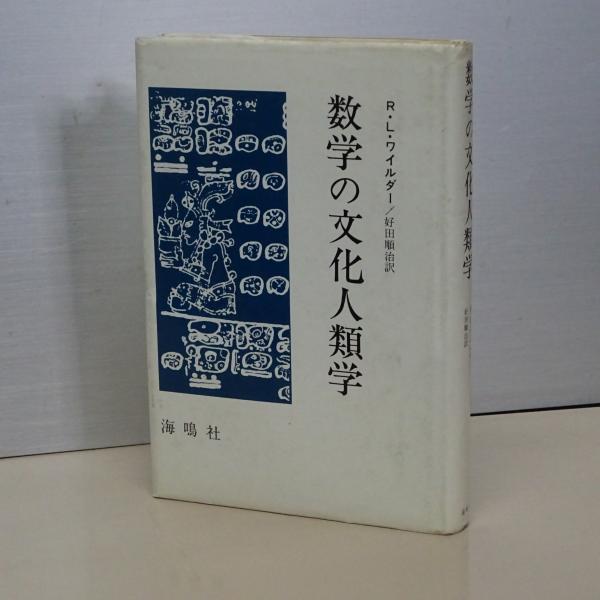 R・L・ワイルダー／好田順治訳
数学の文化人類学
海鳴社
数学の文化人類学